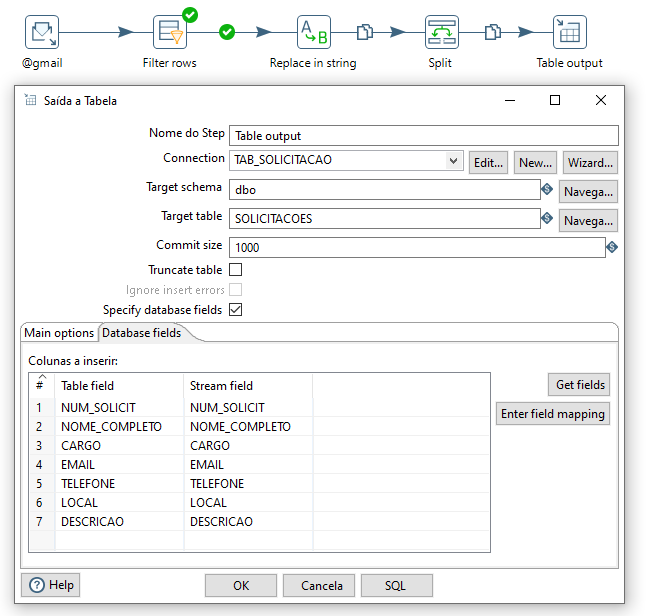 @gmail
Filter rows
Replace in string
Split
Table output
Saída a Tabela
Nome do Step Table output
Connection TAB_SOLICITACAO Edit... New... Wizard...
Target schema dbo Navega...
Target table SOLICITACOES Navega...
Commit size 1000
Truncate table
Ignore insert errors
Specify database fields
Main options Database fields
Colunas a inserir:
# Table field Stream field
1 NUM_SOLICIT NUM_SOLICIT
2 NOME_COMPLETO NOME_COMPLETO
3 CARGO CARGO
4 EMAIL EMAIL
5 TELEFONE TELEFONE
6 LOCAL LOCAL
7 DESCRICAO DESCRICAO
Get fields
Enter field mapping
Help OK Cancela SQL